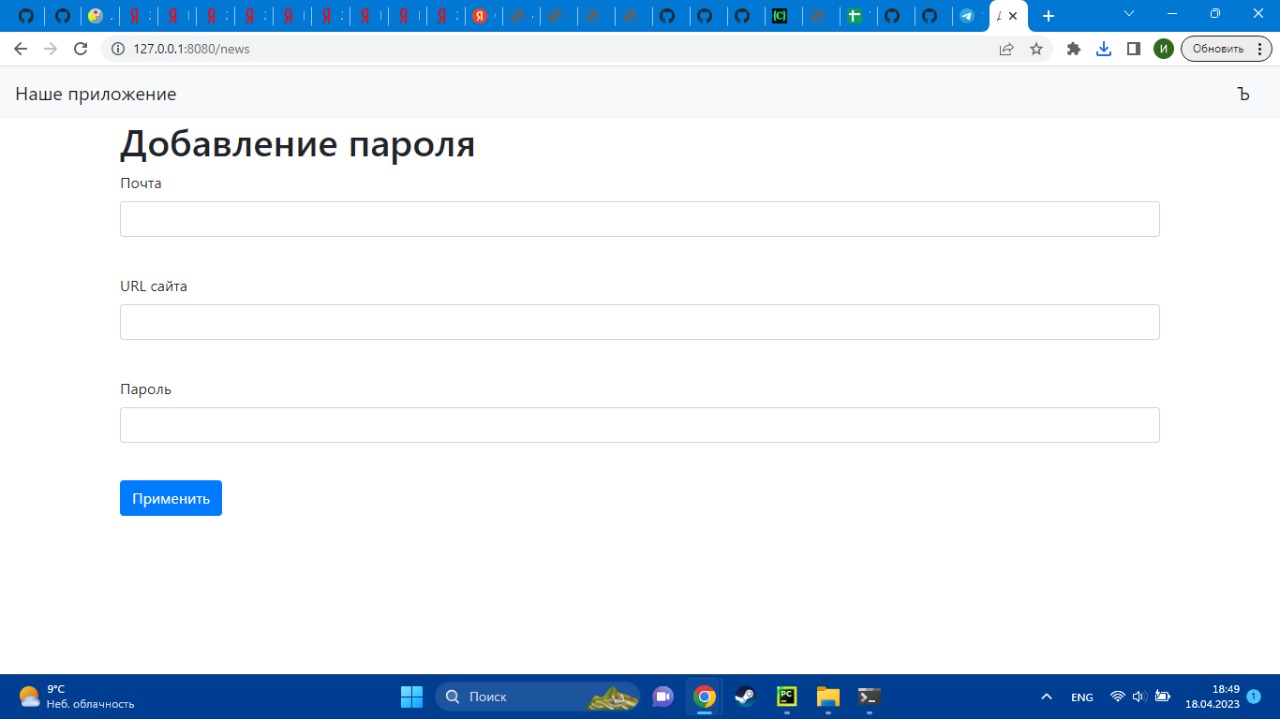 127.0.0.1:8080/news
И
Обновить
Наше приложение
Ъ
Добавление пароля
Почта
URL сайта
Пароль
Применить
9°C
Неб. облачность
Поиск
ENG
18:49
18.04.2023
1